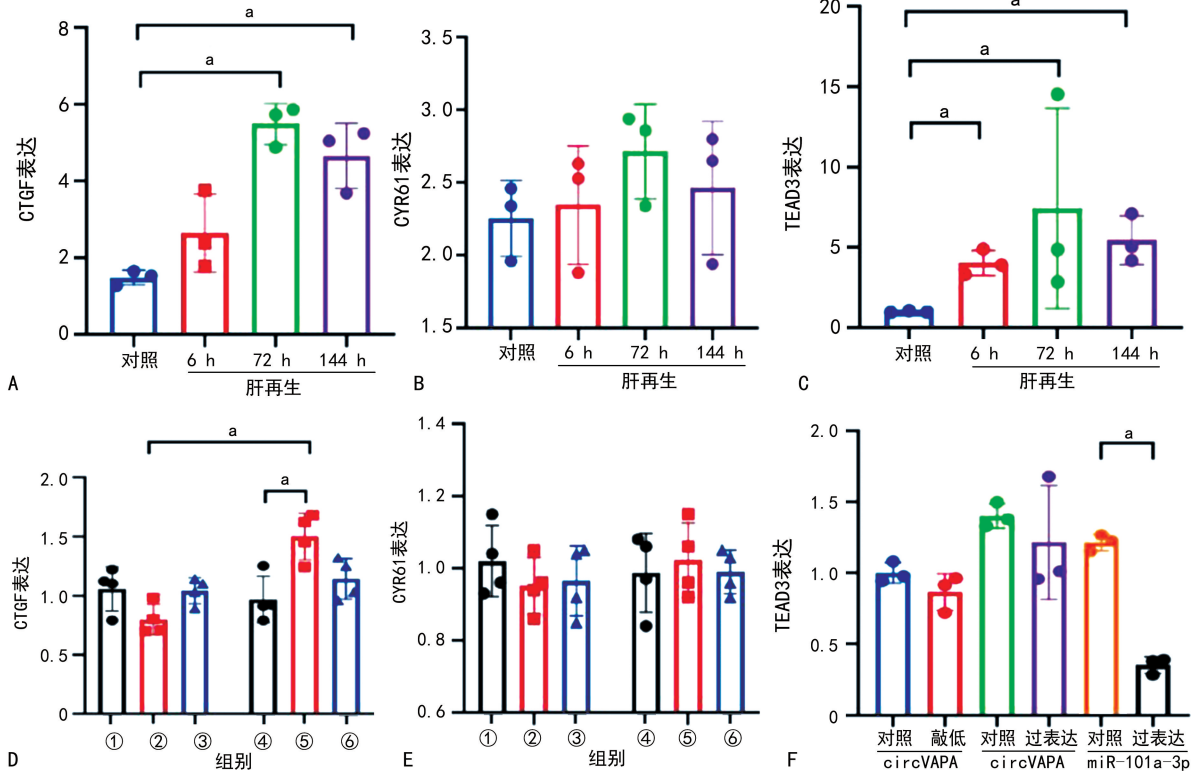 a
a
8
6
4
2
0
CTGF表达
对照
6 h
72 h
144 h
肝再生
A
3.5
3.0
2.5
2.0
1.5
CYR61表达
对照
6 h
72 h
144 h
肝再生
B
a
a
a
20
15
10
5
0
TEAD3表达
对照
6 h
72 h
144 h
肝再生
C
a
a
2.0
1.5
1.0
0.5
0
CTGF表达
① ② ③ ④ ⑤ ⑥
组别
D
1.4
1.2
1.0
0.8
0.6
CYR61表达
① ② ③ ④ ⑤ ⑥
组别
E
a
2.0
1.5
1.0
0.5
0
TEAD3表达
对照 敲低 对照 过表达 对照 过表达
circVAPA circVAPA miR-101a-3p
F